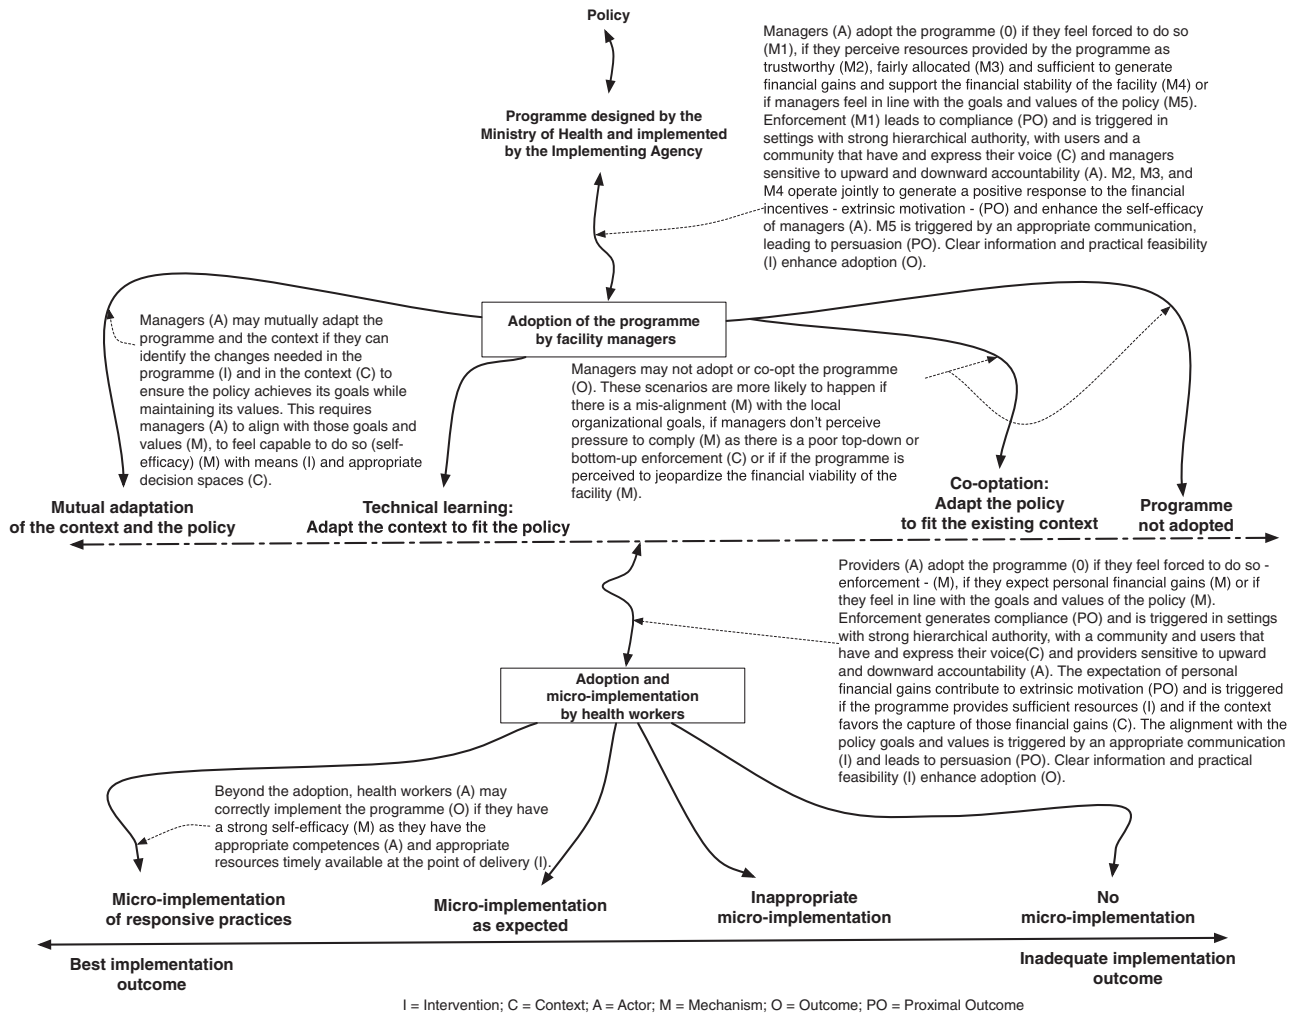 Policy
Programme designed by the
Ministry of Health and implemented
by the Implementing Agency
Managers (A) adopt the programme (0) if they feel forced to do so
(M1), if they perceive resources provided by the programme as
trustworthy (M2), fairly allocated (M3) and sufficient to generate
financial gains and support the financial stability of the facility (M4) or
if managers feel in line with the goals and values of the policy (M5).
Enforcement (M1) leads to compliance (PO) and is triggered in
settings with strong hierarchical authority, with users and a
community that have and express their voice (C) and managers
sensitive to upward and downward accountability (A). M2, M3, and
M4 operate jointly to generate a positive response to the financial
incentives - extrinsic motivation - (PO) and enhance the self-efficacy
of managers (A). M5 is triggered by an appropriate communication,
leading to persuasion (PO). Clear information and practical feasibility
(I) enhance adoption (O).
Adoption of the programme
by facility managers
Managers (A) may mutually adapt the
programme and the context if they can
identify the changes needed in the
programme (I) and in the context (C) to
ensure the policy achieves its goals while
maintaining its values. This requires
managers (A) to align with those goals and
values (M), to feel capable to do so (self-
efficacy) (M) with means (I) and appropriate
decision spaces (C).
Managers may not adopt or co-opt the programme
(O). These scenarios are more likely to happen if
there is a mis-alignment (M) with the local
organizational goals, if managers don't perceive
pressure to comply (M) as there is a poor top-down or
bottom-up enforcement (C) or if if the programme is
perceived to jeopardize the financial viability of the
facility (M).
Mutual adaptation
of the context and the policy
Technical learning:
Adapt the context to fit the policy
Co-optation:
Adapt the policy
to fit the existing context
Programme
not adopted
Providers (A) adopt the programme (0) if they feel forced to do so -
enforcement - (M), if they expect personal financial gains (M) or if
they feel in line with the goals and values of the policy (M).
Enforcement generates compliance (PO) and is triggered in settings
with strong hierarchical authority, with a community and users that
have and express their voice(C) and providers sensitive to upward
and downward accountability (A). The expectation of personal
financial gains contribute to extrinsic motivation (PO) and is triggered
if the programme provides sufficient resources (I) and if the context
favors the capture of those financial gains (C). The alignment with the
policy goals and values is triggered by an appropriate communication
(I) and leads to persuasion (PO). Clear information and practical
feasibility (I) enhance adoption (O).
Adoption and
micro-implementation
by health workers
Beyond the adoption, health workers (A) may
correctly implement the programme (O) if they have
a strong self-efficacy (M) as they have the
appropriate competences (A) and appropriate
resources timely available at the point of delivery (I).
Micro-implementation
of responsive practices
Micro-implementation
as expected
Inappropriate
micro-implementation
No
micro-implementation
Best implementation
outcome
Inadequate implementation
outcome
I = Intervention; C = Context; A = Actor; M = Mechanism; O = Outcome; PO = Proximal Outcome